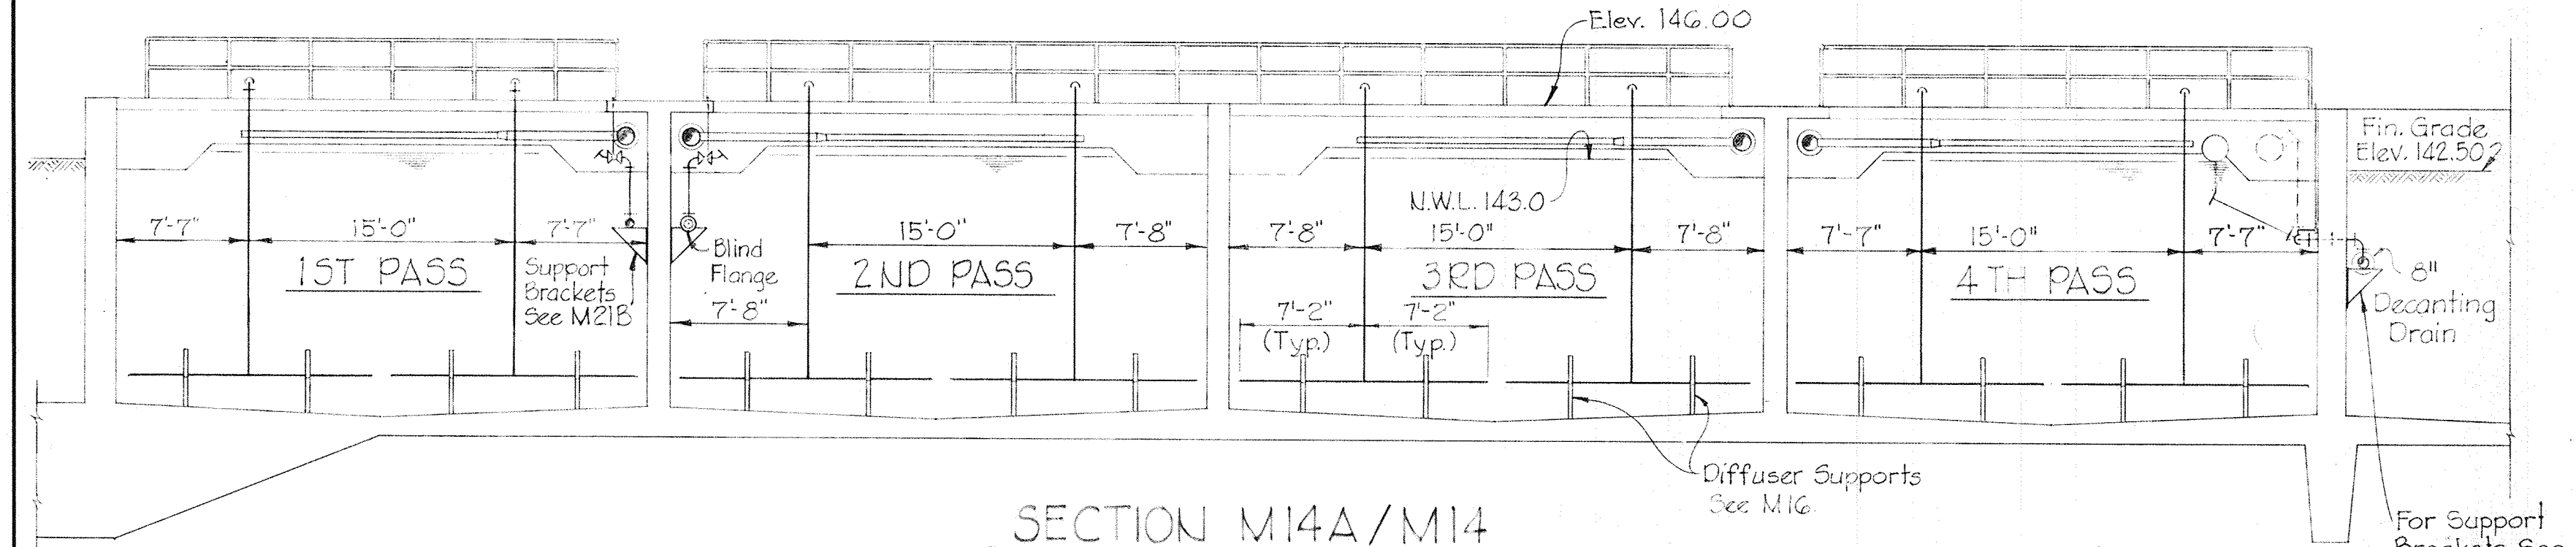 Elev. 146.00
Fin. Grade
Elev. 142.50?
N.W.L. 143.0
7'-7"
15'-0"
7'-7"
15'-0"
7'-8"
7'-8"
15'-0"
7'-8"
7'-7"
15'-0"
7'-7"
1ST PASS
Support
Brackets
See M21B
Blind
Flange
7'-8"
2ND PASS
3RD PASS
7'-2"
(Typ.)
7'-2"
(Typ.)
4TH PASS
8"
Decanting
Drain
Diffuser Supports
See M16
SECTION M14A/M14
For Support
Brackets See